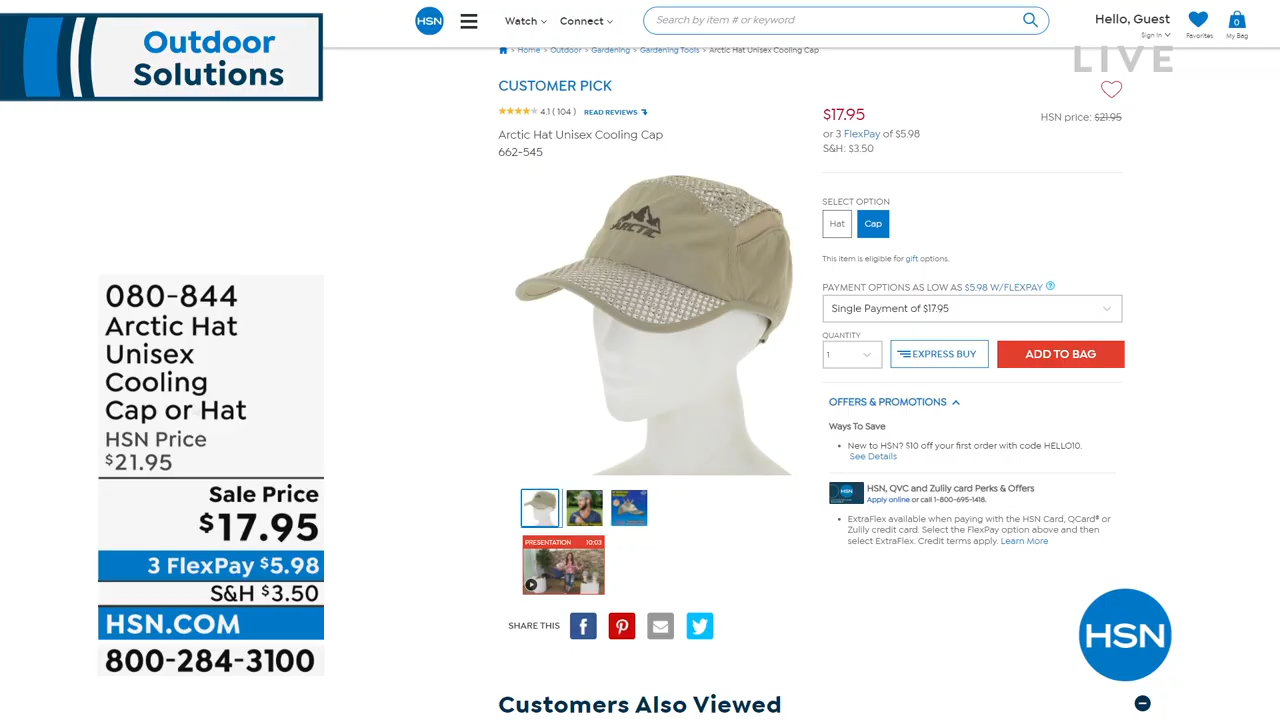 Outdoor
Solutions
HSN
Watch
Connect
Search by item # or keyword
Hello, Guest
Sign in
Favorites
0
My Bag
LIVE
Home > Outdoor > Gardening > Gardening Tools > Arctic Hat Unisex Cooling Cap
CUSTOMER PICK
4.1 ( 104 ) READ REVIEWS
Arctic Hat Unisex Cooling Cap
662-545
ARCTIC
PRESENTATION 10:03
SHARE THIS
$17.95
HSN price: $21.95
or 3 FlexPay of $5.98
S&H: $3.50
SELECT OPTION
Hat
Cap
This item is eligible for gift options.
PAYMENT OPTIONS AS LOW AS $5.98 W/FLEXPAY ?
Single Payment of $17.95
QUANTITY
1
EXPRESS BUY
ADD TO BAG
OFFERS & PROMOTIONS
Ways To Save
• New to HSN? $10 off your first order with code HELLO10.
See Details
HSN
HSN, QVC and Zulily card Perks & Offers
Apply online or call 1-800-695-1418.
• ExtraFlex available when paying with the HSN Card, QCard® or
Zulily credit card. Select the FlexPay option above and then
select ExtraFlex. Credit terms apply. Learn More
080-844
Arctic Hat
Unisex
Cooling
Cap or Hat
HSN Price
$21.95
Sale Price
$17.95
3 FlexPay $5.98
S&H $3.50
HSN.COM
800-284-3100
HSN
Customers Also Viewed